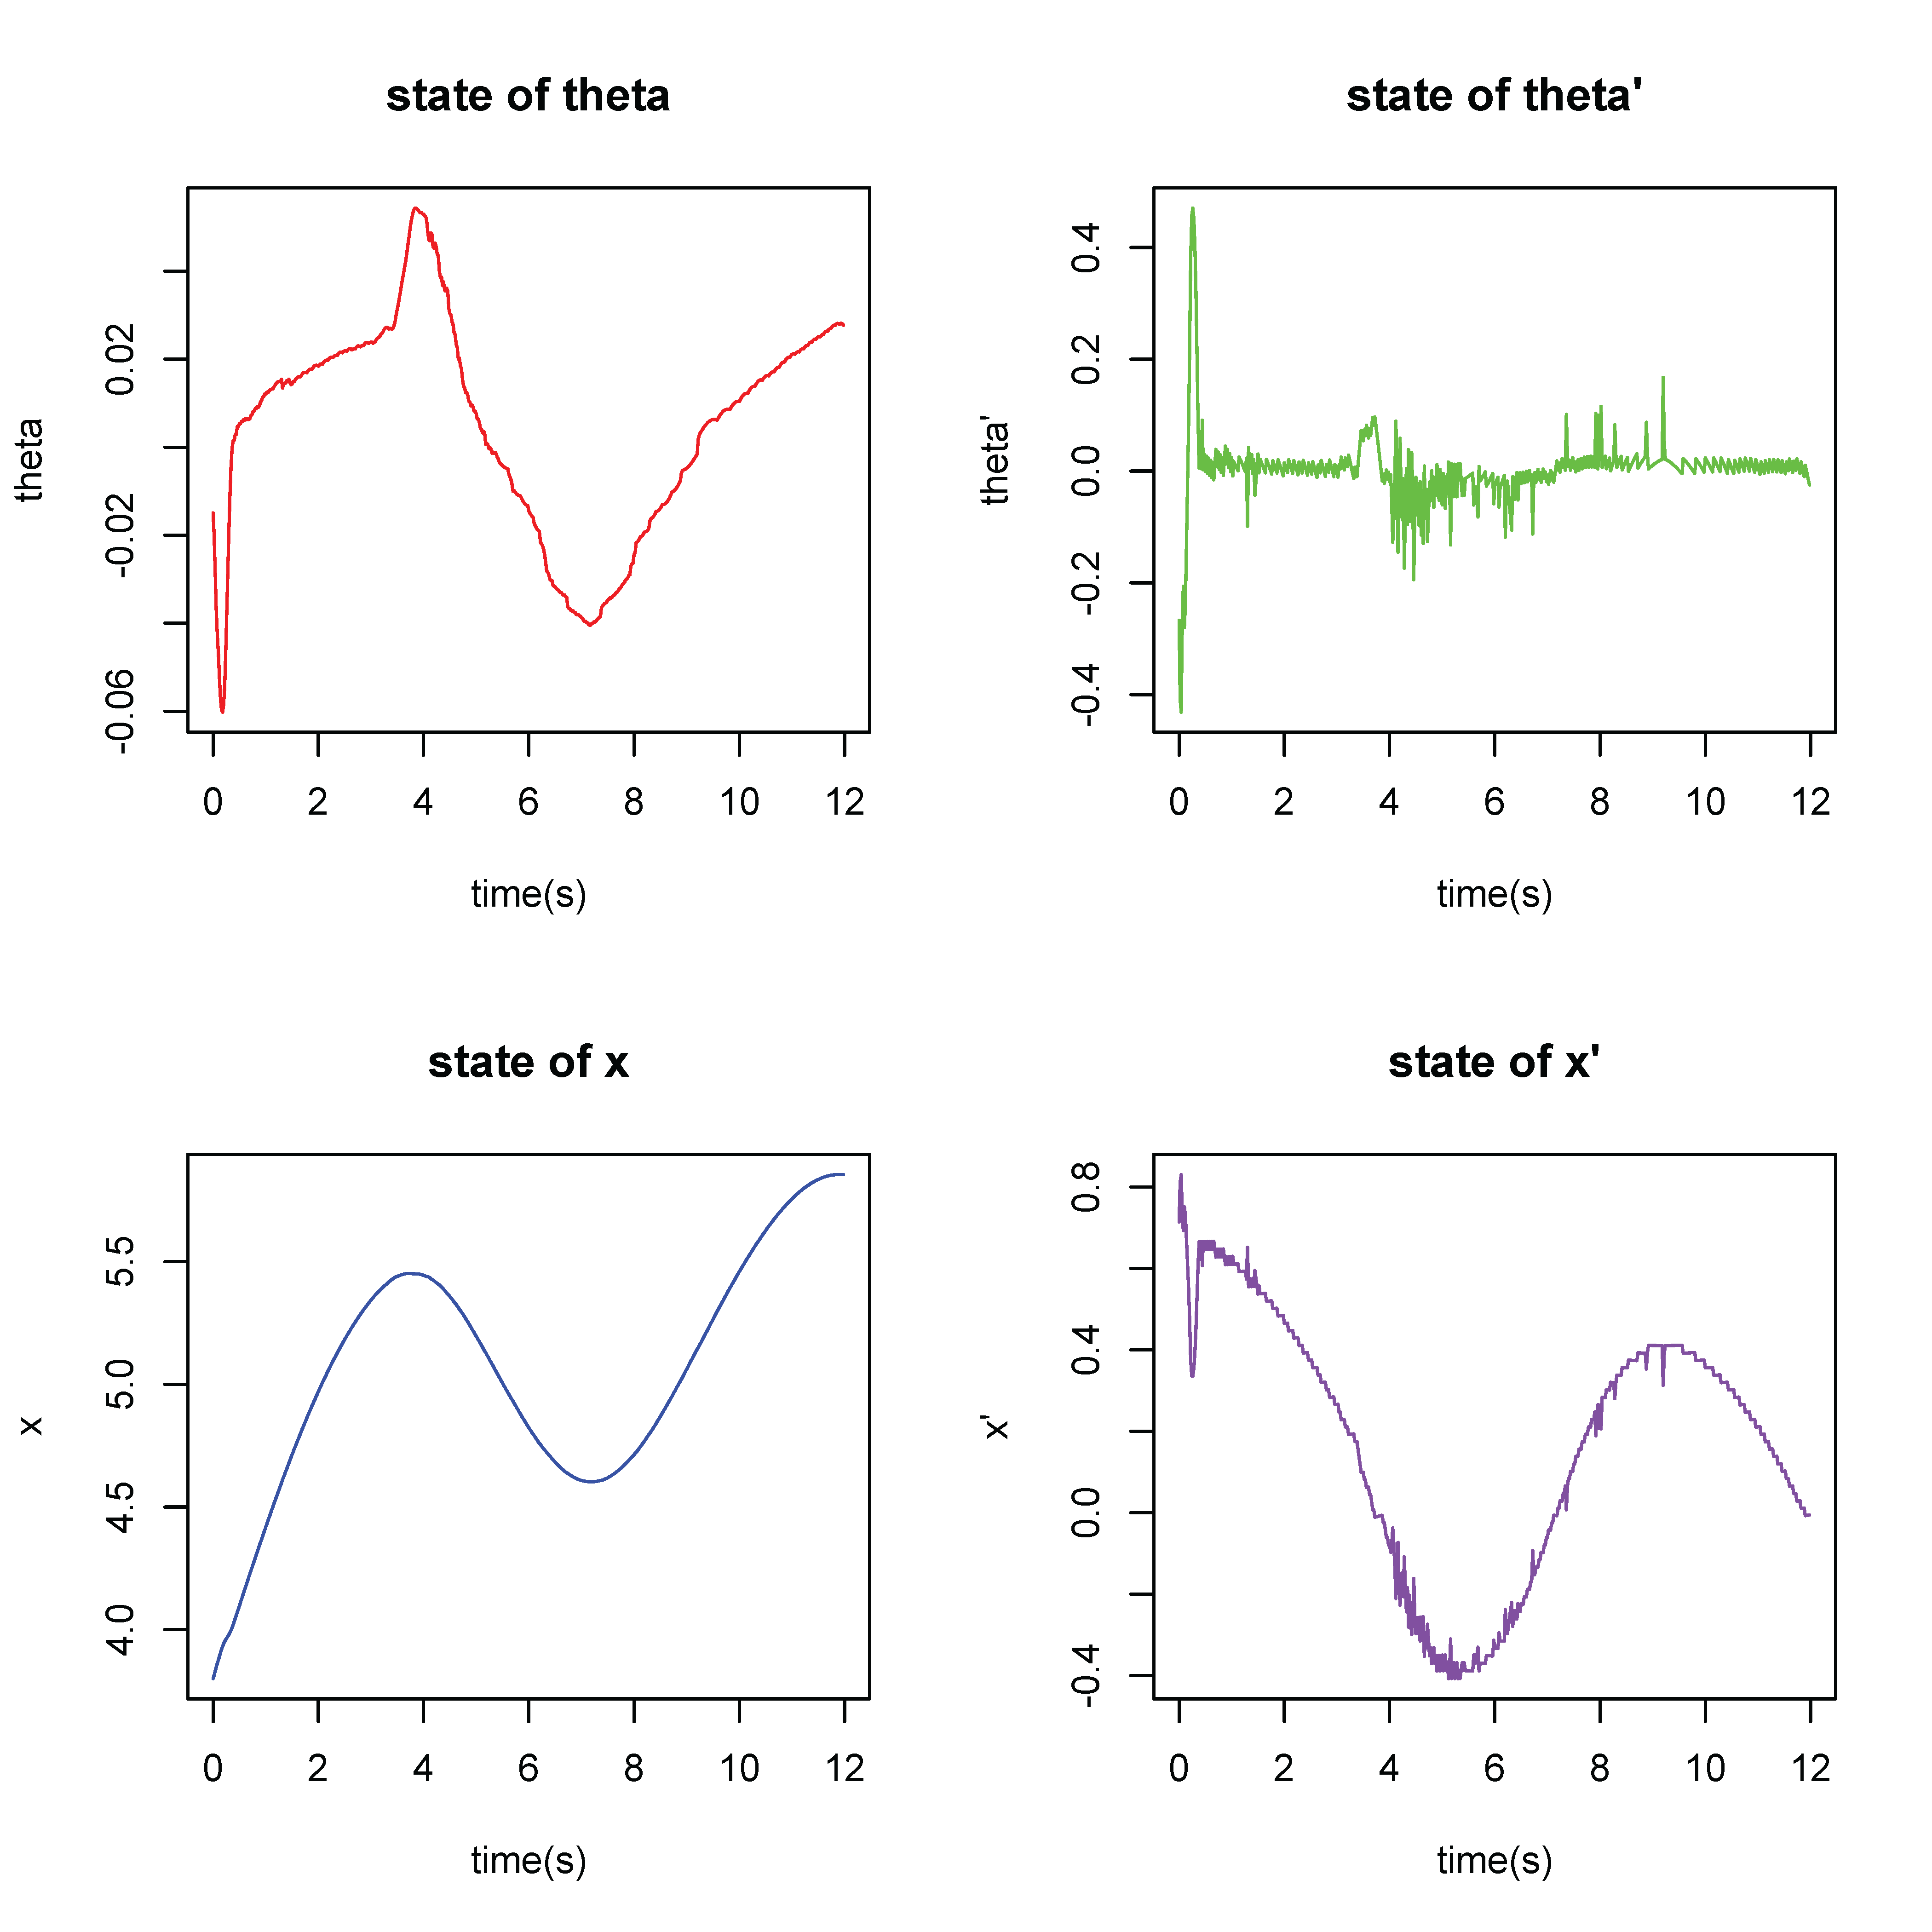 state of theta
theta
0.02
-0.02
-0.06
0 2 4 6 8 10 12
time(s)
state of theta'
theta'
0.4
0.2
0.0
-0.2
-0.4
0 2 4 6 8 10 12
time(s)
state of x
x
5.5
5.0
4.5
4.0
0 2 4 6 8 10 12
time(s)
state of x'
x'
0.8
0.4
0.0
-0.4
0 2 4 6 8 10 12
time(s)